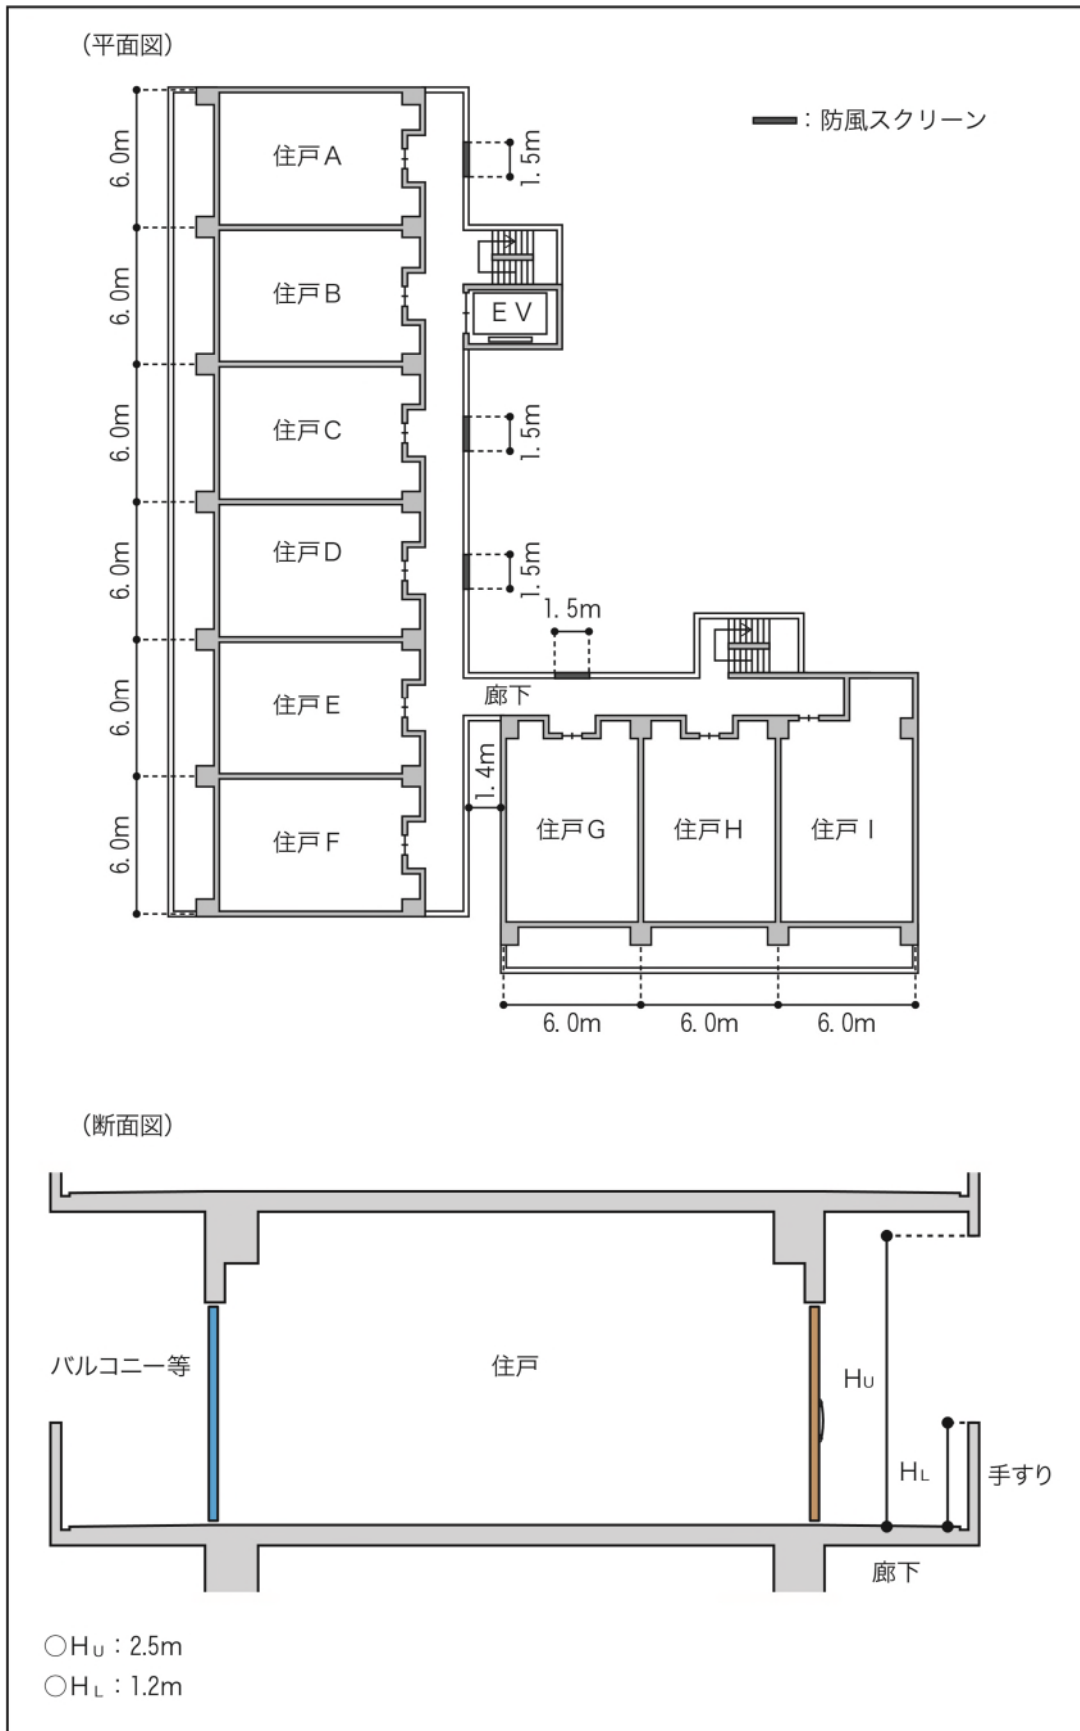 （平面図）
：防風スクリーン
6.0m
住戸A
1.5m
6.0m
住戸B
EV
6.0m
住戸C
1.5m
6.0m
住戸D
1.5m
1.5m
6.0m
住戸E
廊下
1.4m
6.0m
住戸F
住戸G
住戸H
住戸I
6.0m
6.0m
6.0m
（断面図）
バルコニー等
住戸
HU
HL
手すり
廊下
○HU：2.5m
○HL：1.2m